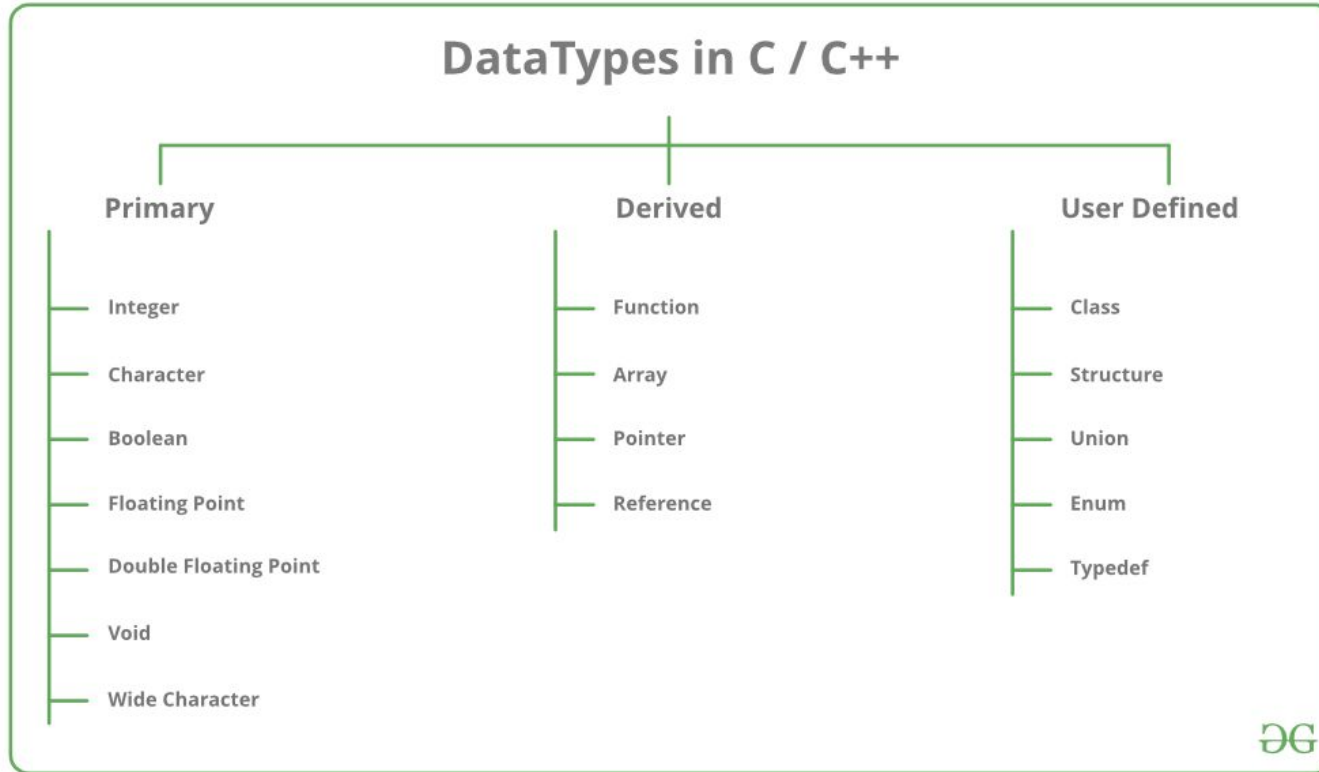 DataTypes in C / C++
Primary
Integer
Character
Boolean
Floating Point
Double Floating Point
Void
Wide Character
Derived
Function
Array
Pointer
Reference
User Defined
Class
Structure
Union
Enum
Typedef